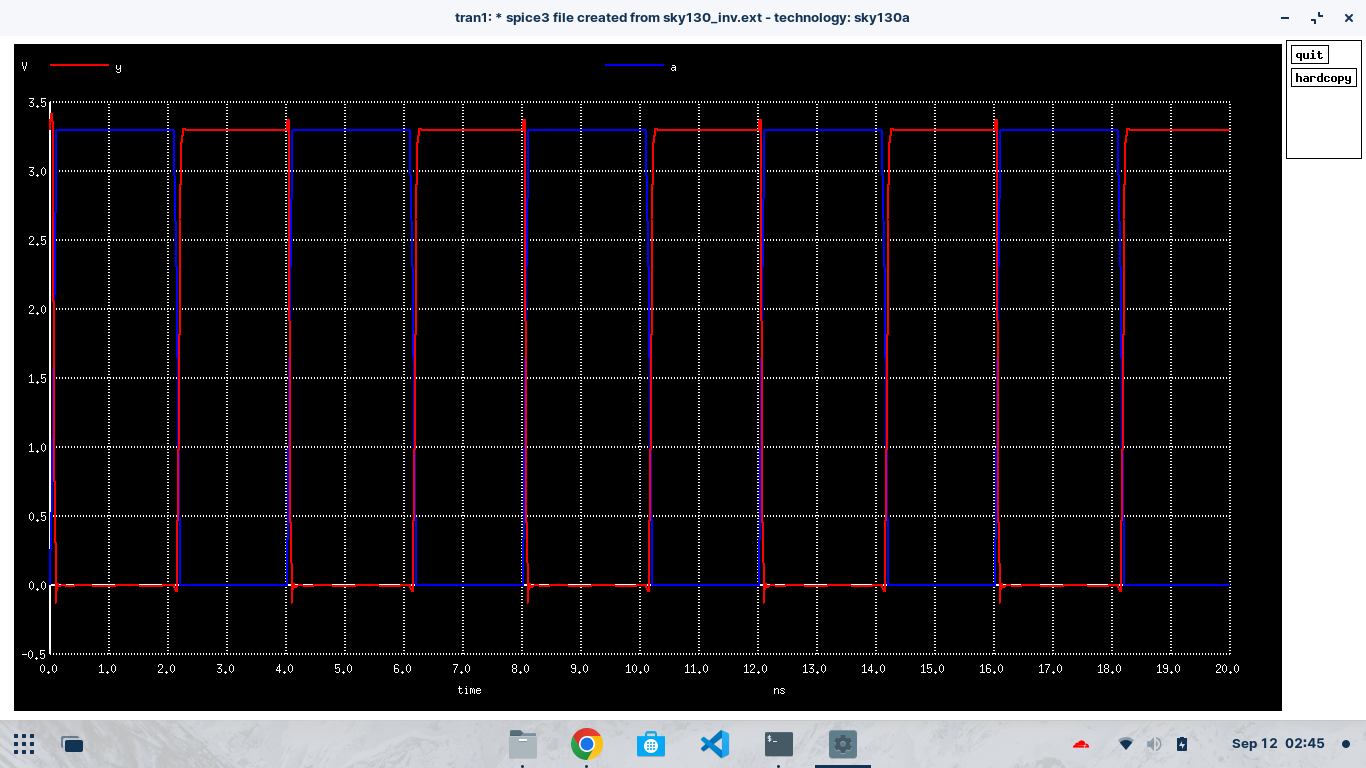 tran1: * spice3 file created from sky130_inv.ext - technology: sky130a
quit
hardcopy
V y a
3.5
3.0
2.5
2.0
1.5
1.0
0.5
0.0
-0.5
0.0 1.0 2.0 3.0 4.0 5.0 6.0 7.0 8.0 9.0 10.0 11.0 12.0 13.0 14.0 15.0 16.0 17.0 18.0 19.0 20.0
time ns
$_
Sep 12 02:45